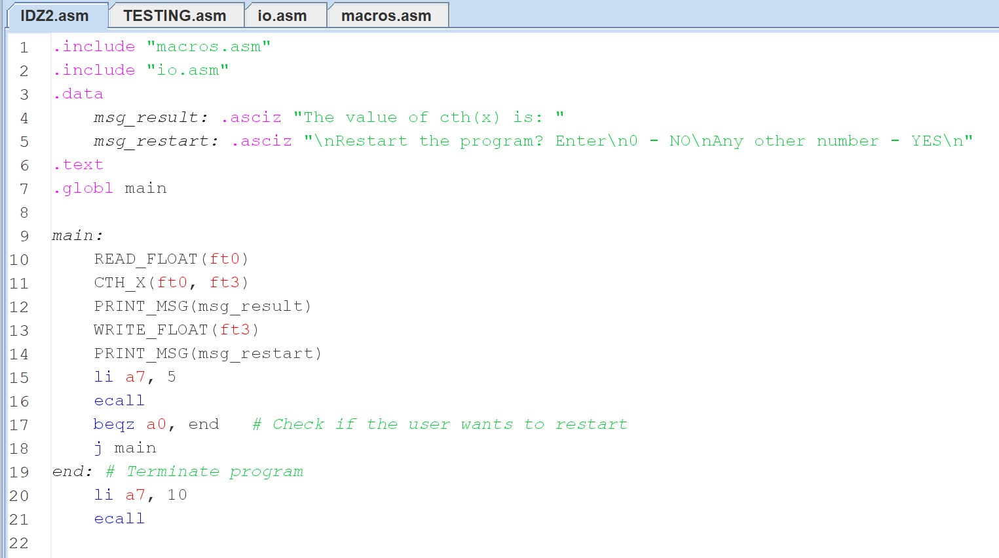 IDZ2.asm TESTING.asm io.asm macros.asm
1 .include "macros.asm"
2 .include "io.asm"
3 .data
4     msg_result: .asciz "The value of cth(x) is: "
5     msg_restart: .asciz "\nRestart the program? Enter\n0 - NO\nAny other number - YES\n"
6 .text
7 .globl main
8
9 main:
10     READ_FLOAT(ft0)
11     CTH_X(ft0, ft3)
12     PRINT_MSG(msg_result)
13     WRITE_FLOAT(ft3)
14     PRINT_MSG(msg_restart)
15     li a7, 5
16     ecall
17     beqz a0, end   # Check if the user wants to restart
18     j main
19 end: # Terminate program
20     li a7, 10
21     ecall
22